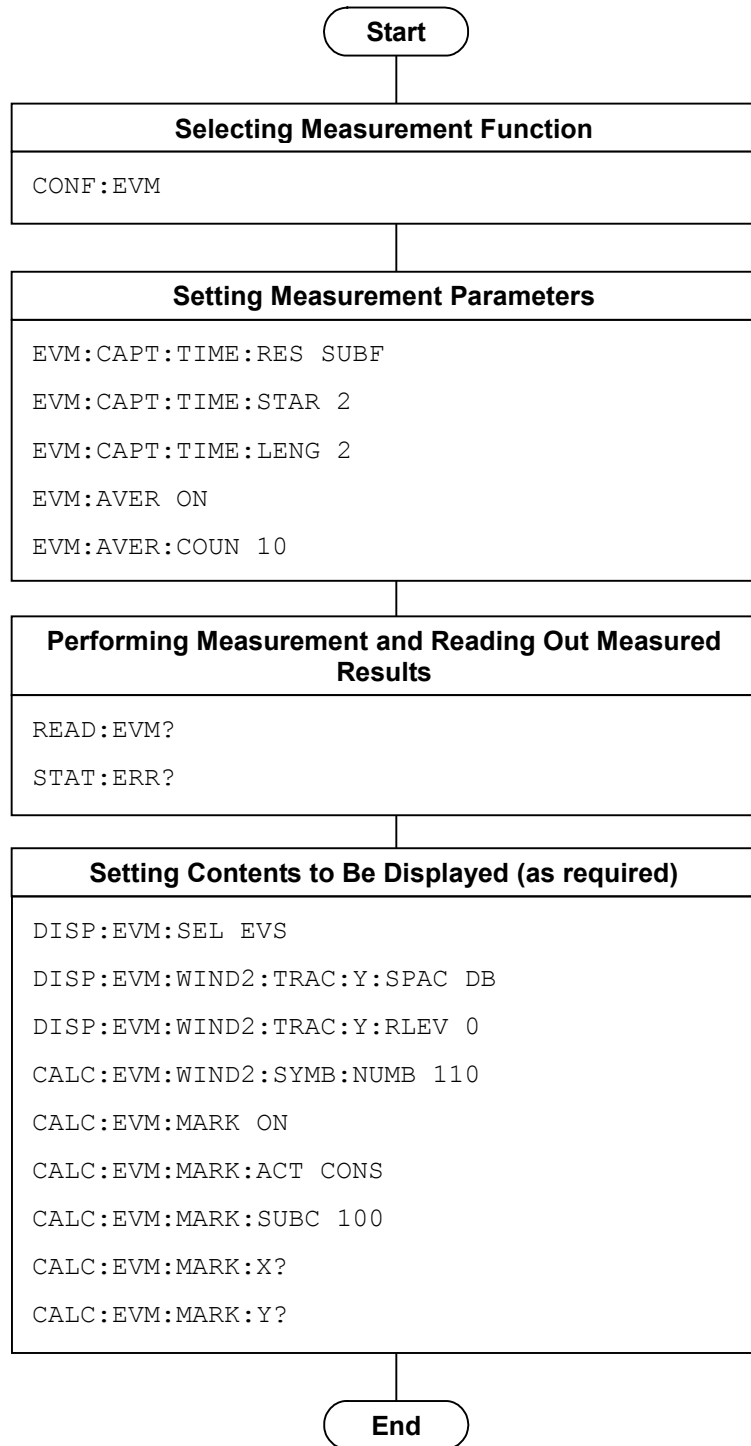 Start
Selecting Measurement Function
CONF:EVM
Setting Measurement Parameters
EVM:CAPT:TIME:RES SUBF
EVM:CAPT:TIME:STAR 2
EVM:CAPT:TIME:LENG 2
EVM:AVER ON
EVM:AVER:COUN 10
Performing Measurement and Reading Out Measured
Results
READ:EVM?
STAT:ERR?
Setting Contents to Be Displayed (as required)
DISP:EVM:SEL EVS
DISP:EVM:WIND2:TRAC:Y:SPAC DB
DISP:EVM:WIND2:TRAC:Y:RLEV 0
CALC:EVM:WIND2:SYMB:NUMB 110
CALC:EVM:MARK ON
CALC:EVM:MARK:ACT CONS
CALC:EVM:MARK:SUBC 100
CALC:EVM:MARK:X?
CALC:EVM:MARK:Y?
End